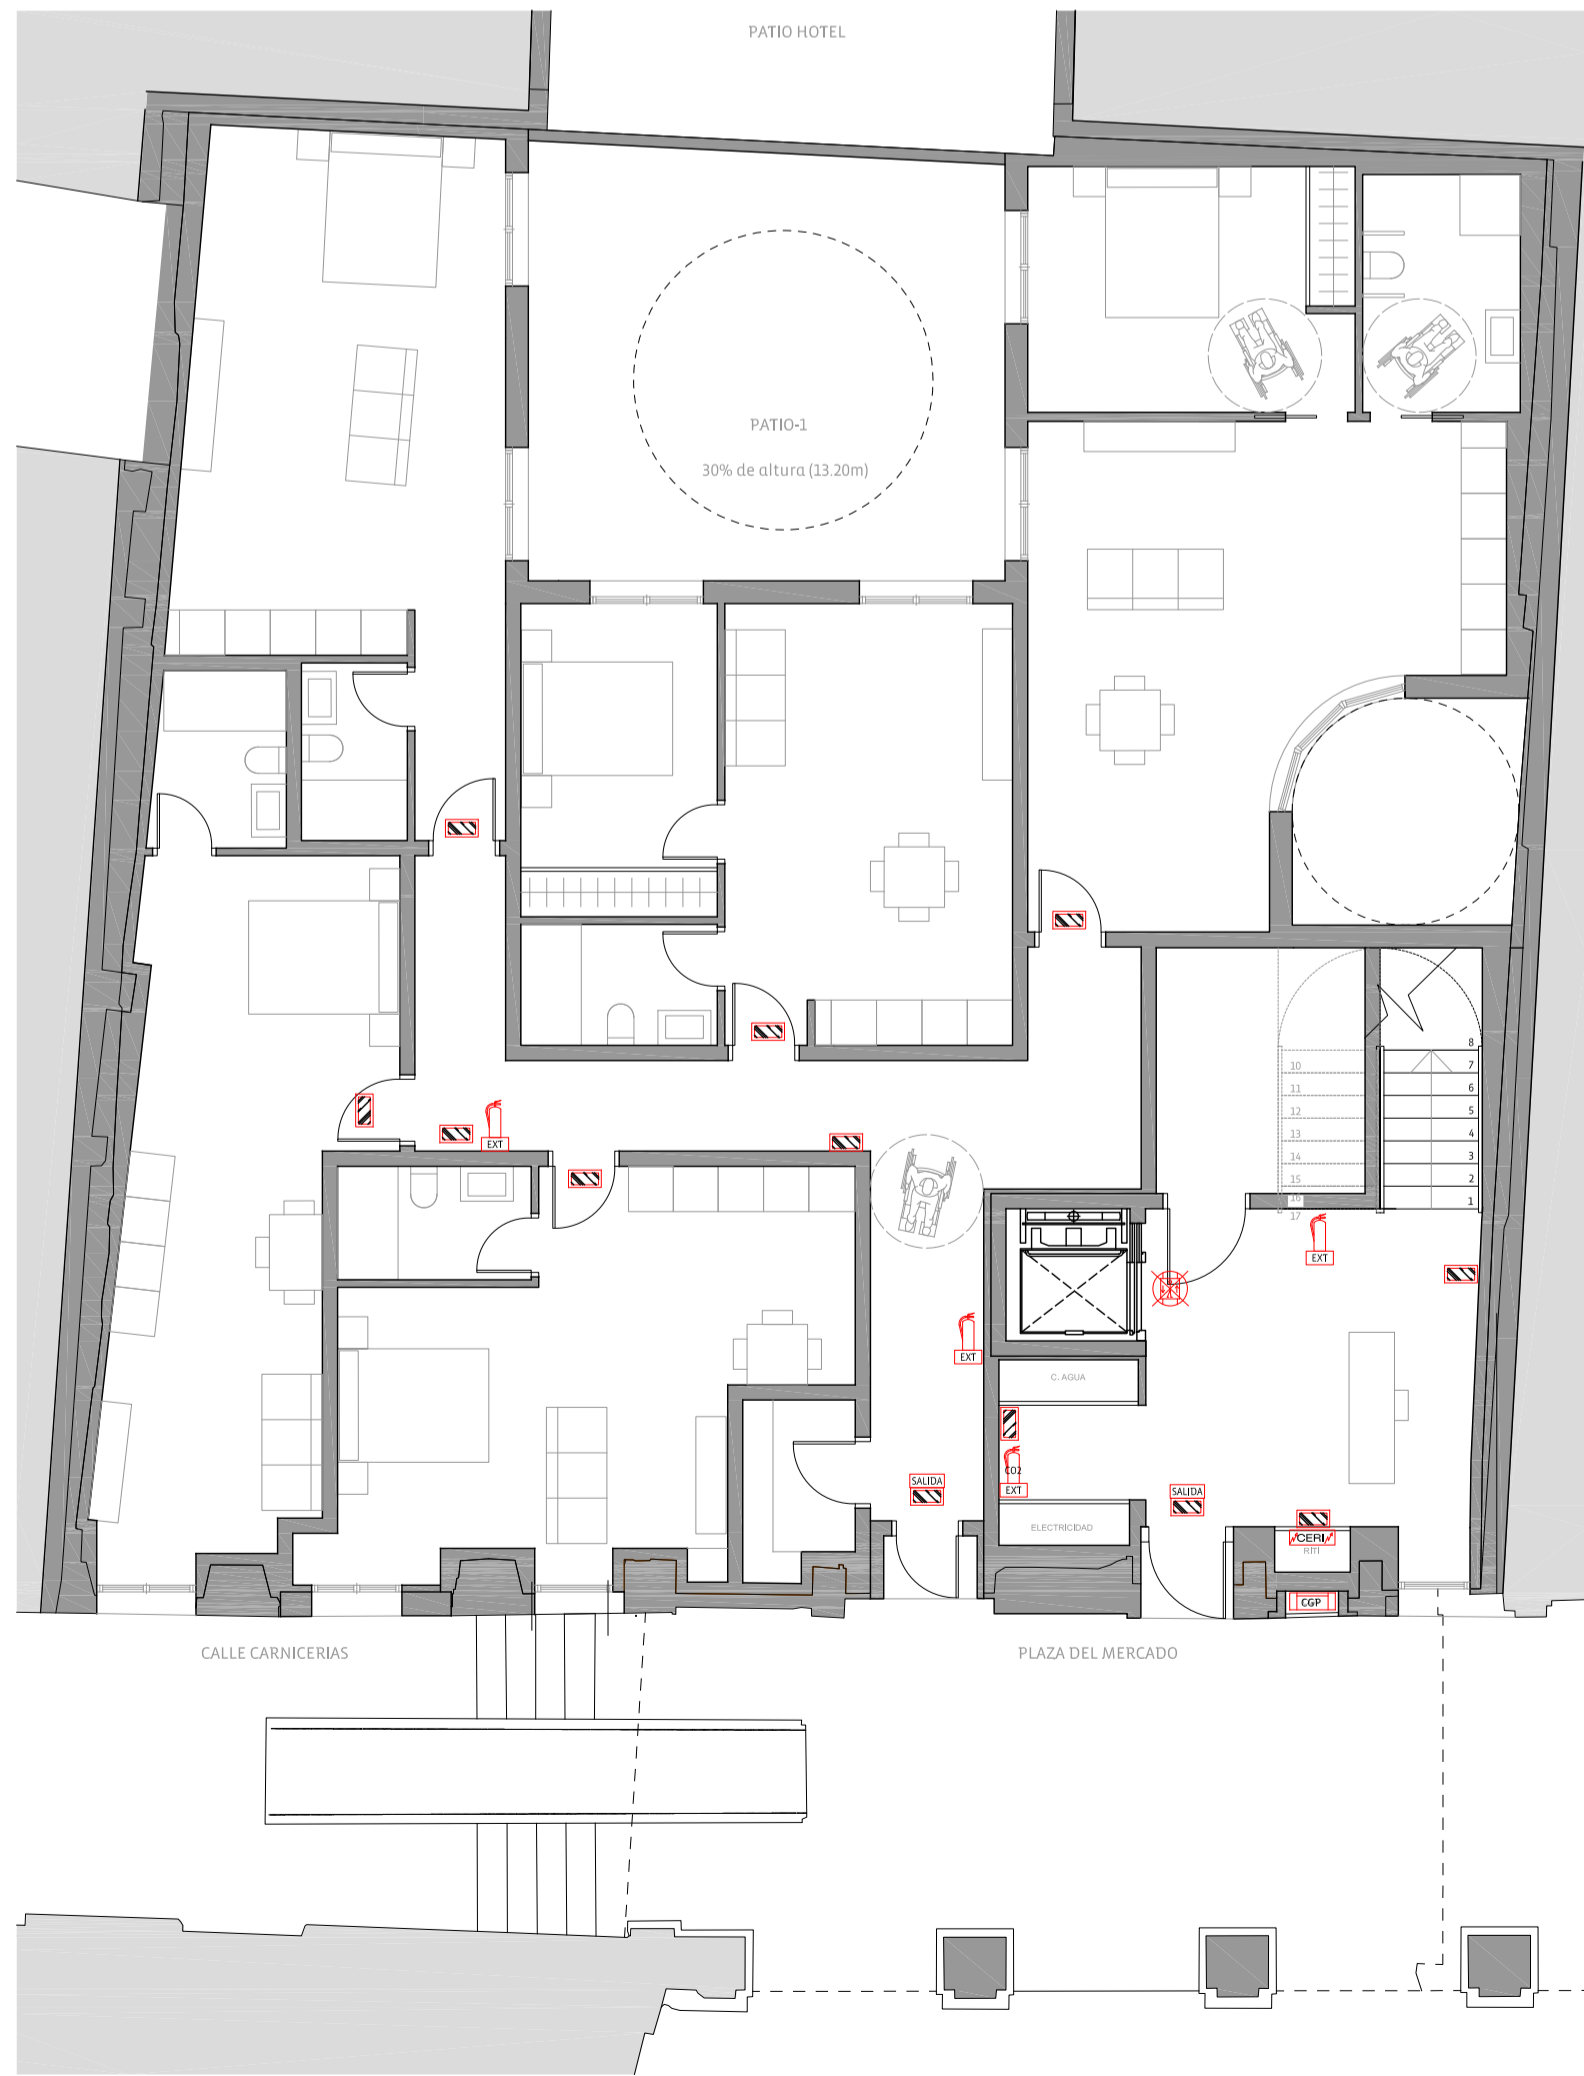 PATIO HOTEL
PATIO-1
30% de altura (13.20m)
8
7
6
5
4
3
2
1
10
11
12
13
14
15
16
17
EXT
EXT
EXT
C. AGUA
CO2
EXT
SALIDA
SALIDA
ELECTRICIDAD
CERIA
RITI
CGP
CALLE CARNICERIAS
PLAZA DEL MERCADO